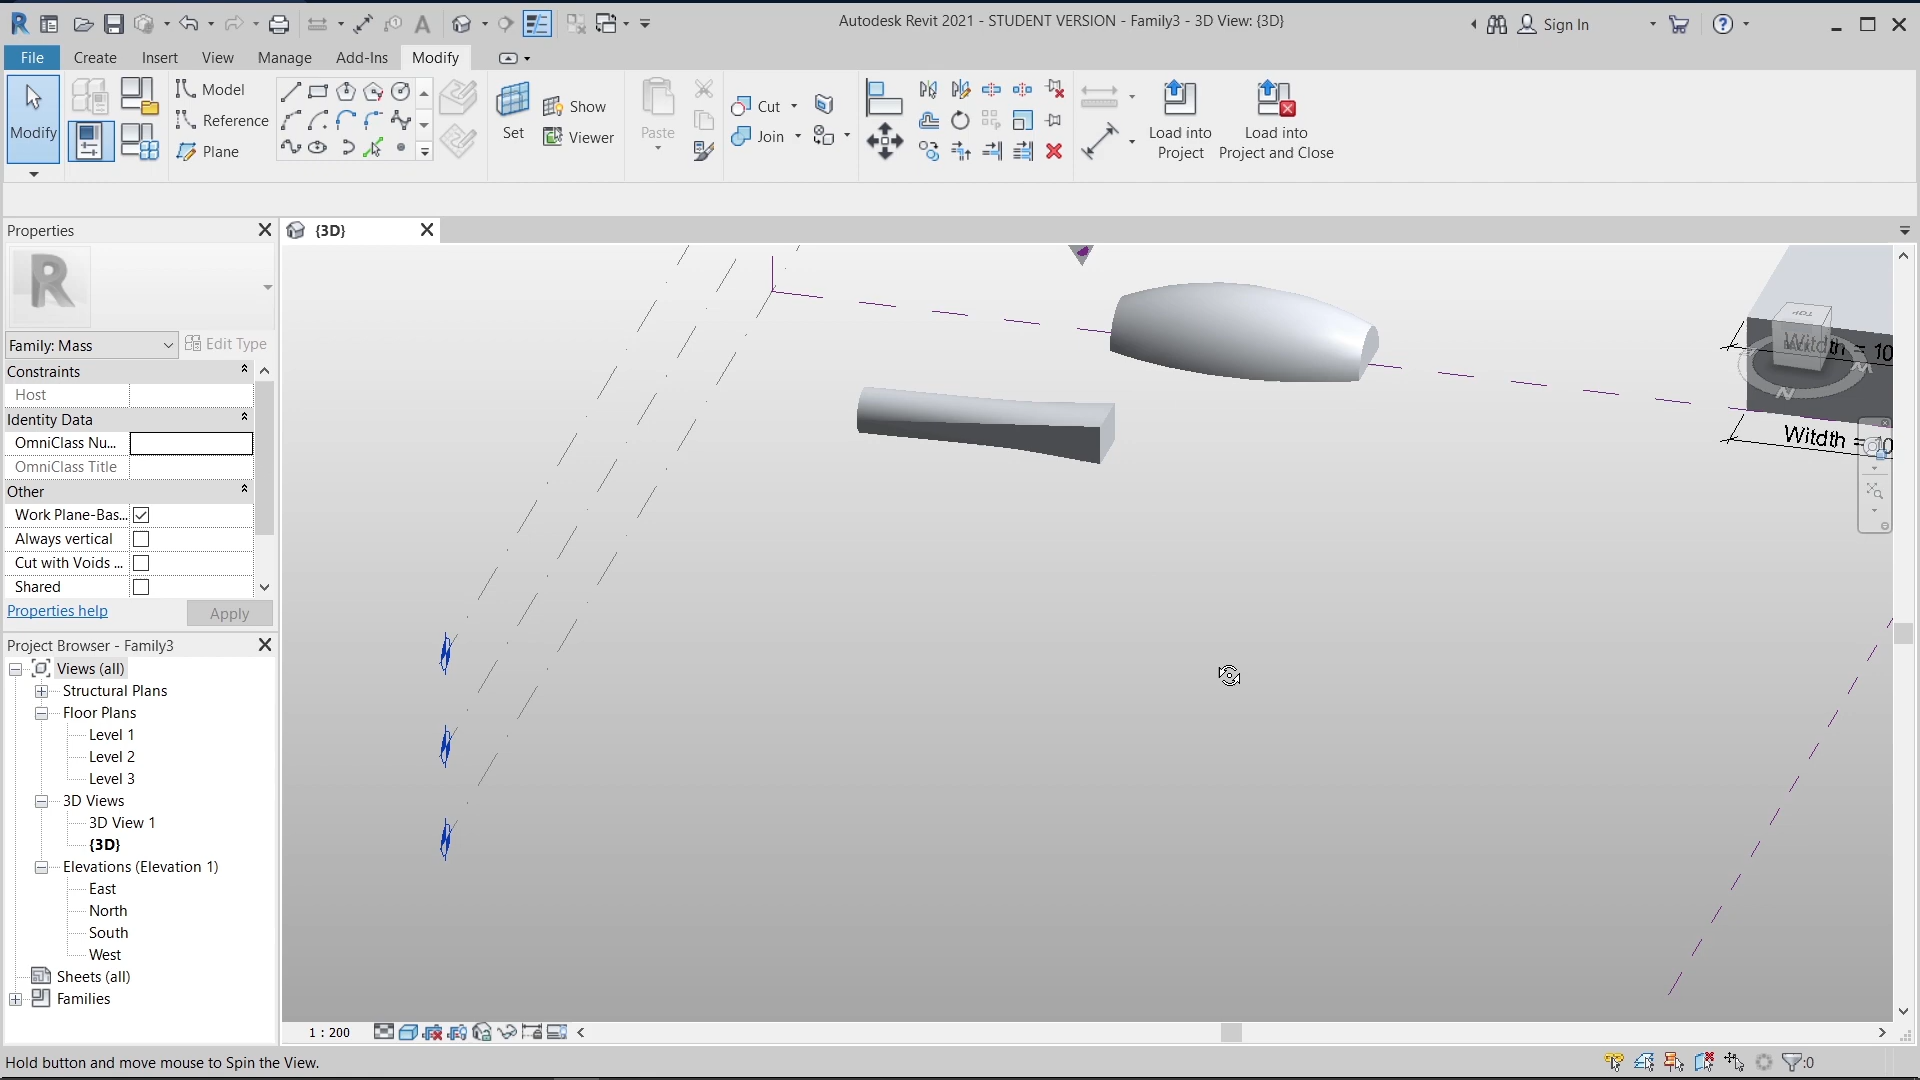 Autodesk Revit 2021 - STUDENT VERSION - Family3 - 3D View: {3D}
Sign In
File
Create
Insert
View
Manage
Add-Ins
Modify
Modify
Model
Reference
Plane
Set
Show
Viewer
Paste
Cut
Join
Load into
Project
Load into
Project and Close
Properties
{3D}
Family: Mass
Edit Type
Constraints
Host
Identity Data
OmniClass Nu...
OmniClass Title
Other
Work Plane-Bas...
Always vertical
Cut with Voids ...
Shared
Properties help
Apply
Project Browser - Family3
Views (all)
Structural Plans
Floor Plans
Level 1
Level 2
Level 3
3D Views
3D View 1
{3D}
Elevations (Elevation 1)
East
North
South
West
Sheets (all)
Families
TOP
BACK
N
Witdth = 10
Witdth = 10
1 : 200
Hold button and move mouse to Spin the View.
:0